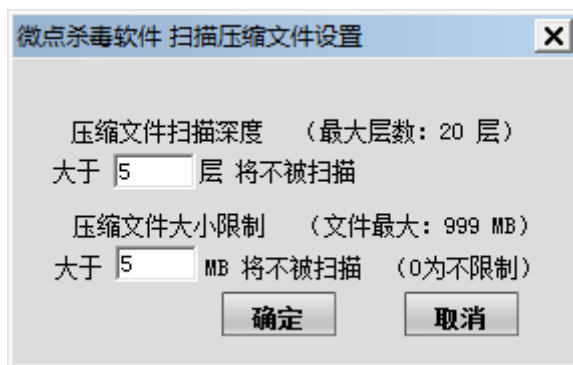 微点杀毒软件 扫描压缩文件设置
压缩文件扫描深度 （最大层数: 20 层）
大于 5 层 将不被扫描
压缩文件大小限制 （文件最大: 999 MB）
大于 5 MB 将不被扫描 （0为不限制）
确定 取消